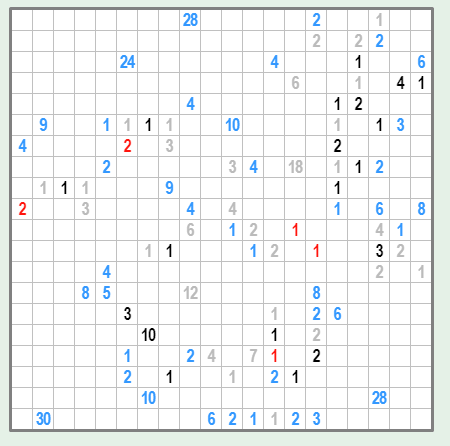 28 2 1
2 2 2
24 4 1 6
6 1 4 1
4 1 2
9 1 1 1 1 10 1 1 3
4 2 3 2
2 3 4 18 1 1 2
1 1 1 9 1
2 3 4 4 1 6 8
6 1 2 1 4 1
1 1 1 2 1 3 2
4 2 1
8 5 12 8
3 1 2 6
10 1 2
1 2 4 7 1 2
2 1 1 2 1
10 28
30 6 2 1 1 2 3